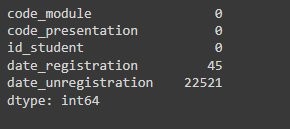 code_module 0
code_presentation 0
id_student 0
date_registration 45
date_unregistration 22521
dtype: int64